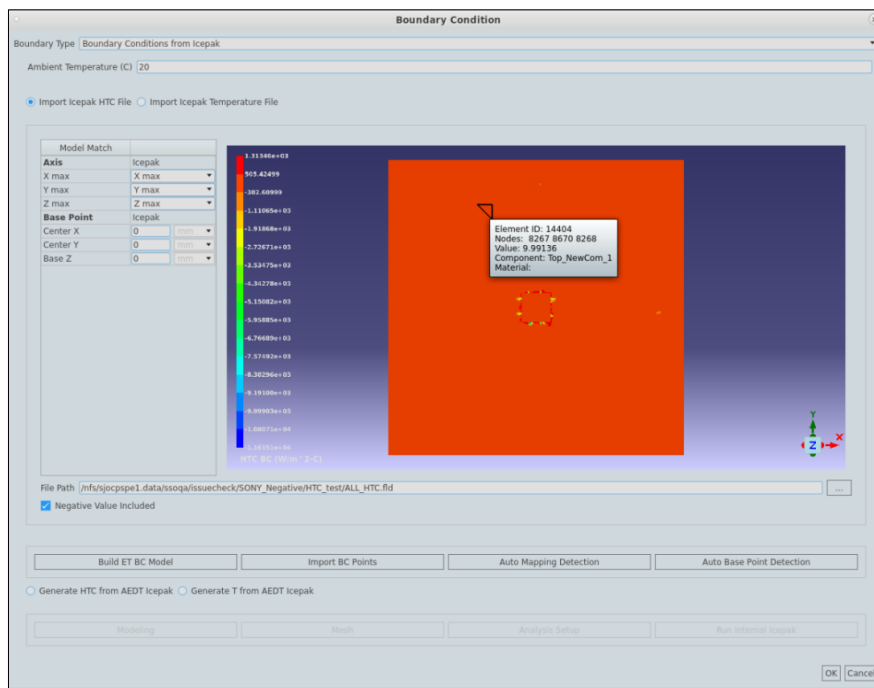 Boundary Condition
Boundary Type Boundary Conditions from Icepak
Ambient Temperature (C) 20
Import Icepak HTC File Import Icepak Temperature File
Model Match
Axis Icepak
X max X max
Y max Y max
Z max Z max
Base Point Icepak
Center X 0 mm
Center Y 0 mm
Base Z 0 mm
1.31346e+03
505.42499
-302.60999
-1.11065e+03
-1.91868e+03
-2.72671e+03
-3.53475e+03
-4.34278e+03
-5.15082e+03
-5.95885e+03
-6.76689e+03
-7.57492e+03
-8.38296e+03
-9.19100e+03
-9.99903e+03
-1.08071e+04
HTC BC (W/m^2-C)
Element ID: 14404
Nodes: 8267 8670 8268
Value: 9.99136
Component: Top_NewCom_1
Material:
Y
Z
X
File Path /nfs/sjocpspe1.data/ssoqa/issuecheck/SONY_Negative/HTC_test/ALL_HTC.fld ...
Negative Value Included
Build ET BC Model Import BC Points Auto Mapping Detection Auto Base Point Detection
Generate HTC from AEDT Icepak Generate T from AEDT Icepak
Modeling Mesh Analysis Setup Run Internal Icepak
OK Cancel